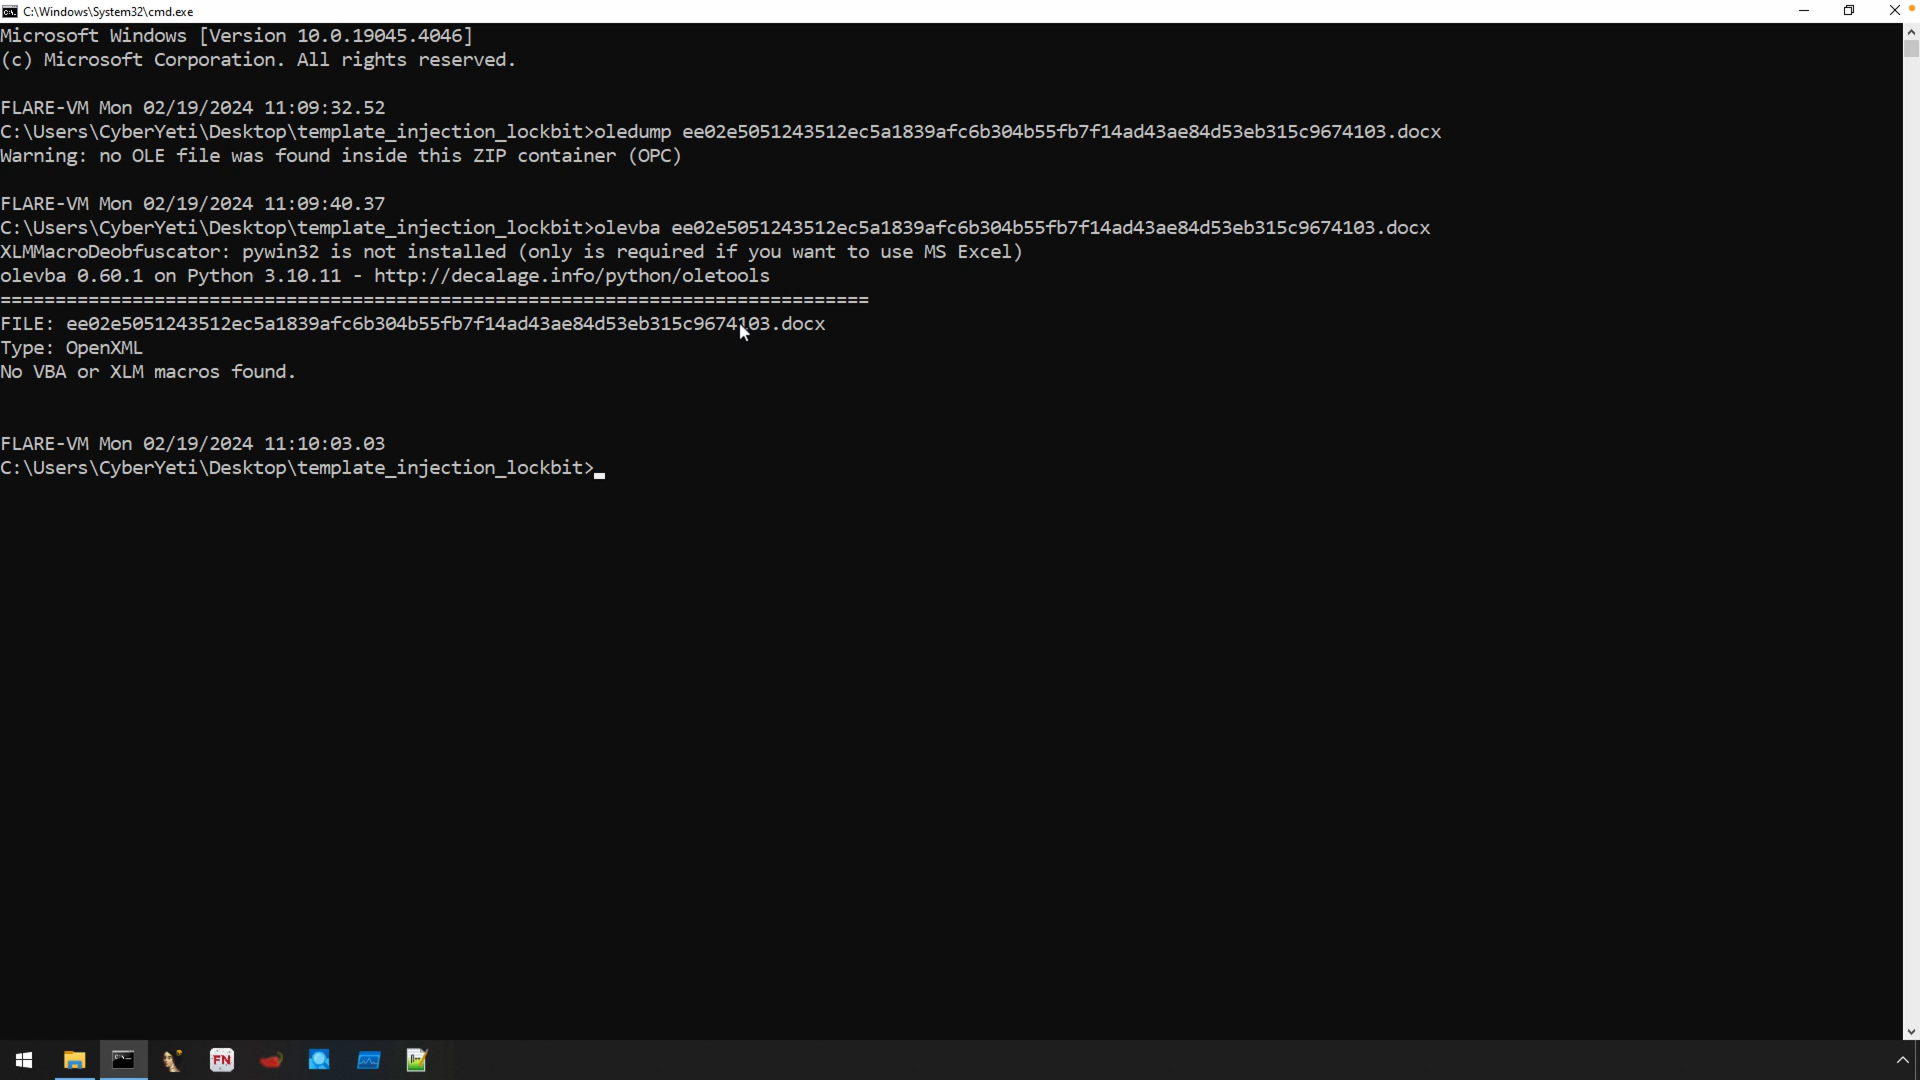 C:\Windows\System32\cmd.exe
Microsoft Windows [Version 10.0.19045.4046]
(c) Microsoft Corporation. All rights reserved.
FLARE-VM Mon 02/19/2024 11:09:32.52
C:\Users\CyberYeti\Desktop\template_injection_lockbit>oledump ee02e5051243512ec5a1839afc6b304b55fb7f14ad43ae84d53eb315c9674103.docx
Warning: no OLE file was found inside this ZIP container (OPC)
FLARE-VM Mon 02/19/2024 11:09:40.37
C:\Users\CyberYeti\Desktop\template_injection_lockbit>olevba ee02e5051243512ec5a1839afc6b304b55fb7f14ad43ae84d53eb315c9674103.docx
XLMMacroDeobfuscator: pywin32 is not installed (only is required if you want to use MS Excel)
olevba 0.60.1 on Python 3.10.11 - http://decalage.info/python/oletools
===============================================================================
FILE: ee02e5051243512ec5a1839afc6b304b55fb7f14ad43ae84d53eb315c9674103.docx
Type: OpenXML
No VBA or XLM macros found.
FLARE-VM Mon 02/19/2024 11:10:03.03
C:\Users\CyberYeti\Desktop\template_injection_lockbit>
FN